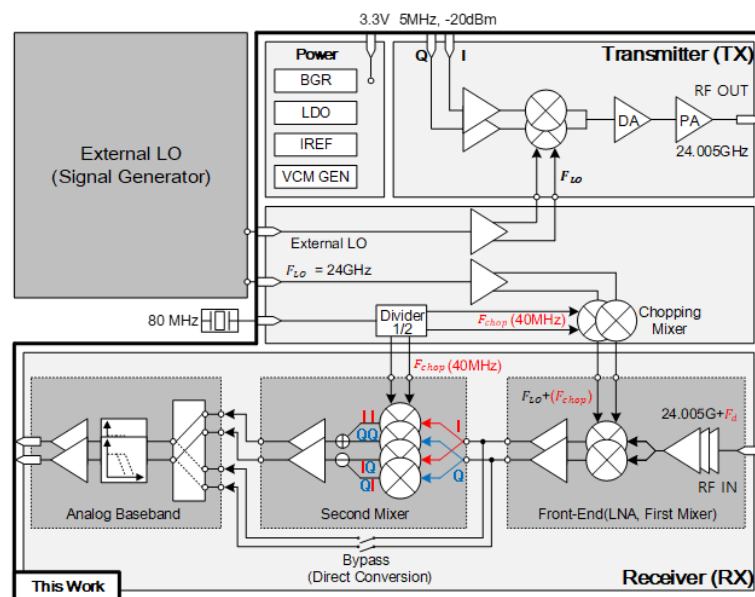 3.3V 5MHz, -20dBm
Power
BGR
LDO
IREF
VCM GEN
Q I
Transmitter (TX)
RF OUT
DA
PA
24.005GHz
F_LO
External LO
(Signal Generator)
External LO
F_LO = 24GHz
80 MHz
Divider
1/2
F_chop (40MHz)
Chopping
Mixer
F_chop (40MHz)
F_LO+(F_chop)
24.005G+F_d
I I
QQ
IQ
QI
I
Q
RF IN
Analog Baseband
Second Mixer
Front-End(LNA, First Mixer)
Bypass
(Direct Conversion)
This Work
Receiver (RX)